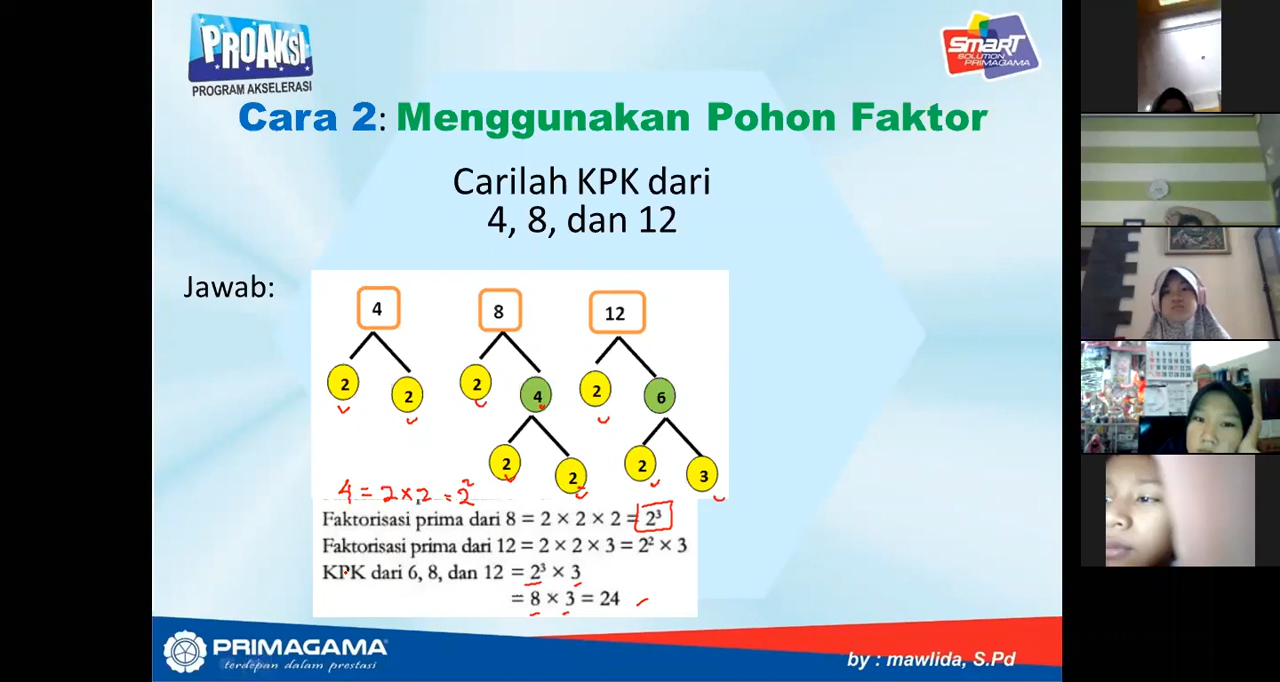 PROAKSI
PROGRAM AKSELERASI
SMART
SOLUTION
PRIMAGAMA
Cara 2: Menggunakan Pohon Faktor
Carilah KPK dari
4, 8, dan 12
Jawab:
4 8 12
2 2 2 4 2 6
2 2 2 3
4 = 2 × 2 = 2²
Faktorisasi prima dari 8 = 2 × 2 × 2 = 2³
Faktorisasi prima dari 12 = 2 × 2 × 3 = 2² × 3
KPK dari 6, 8, dan 12 = 2³ × 3
= 8 × 3 = 24
PRIMAGAMA
terdepan dalam prestasi
by : mawlida, S.Pd